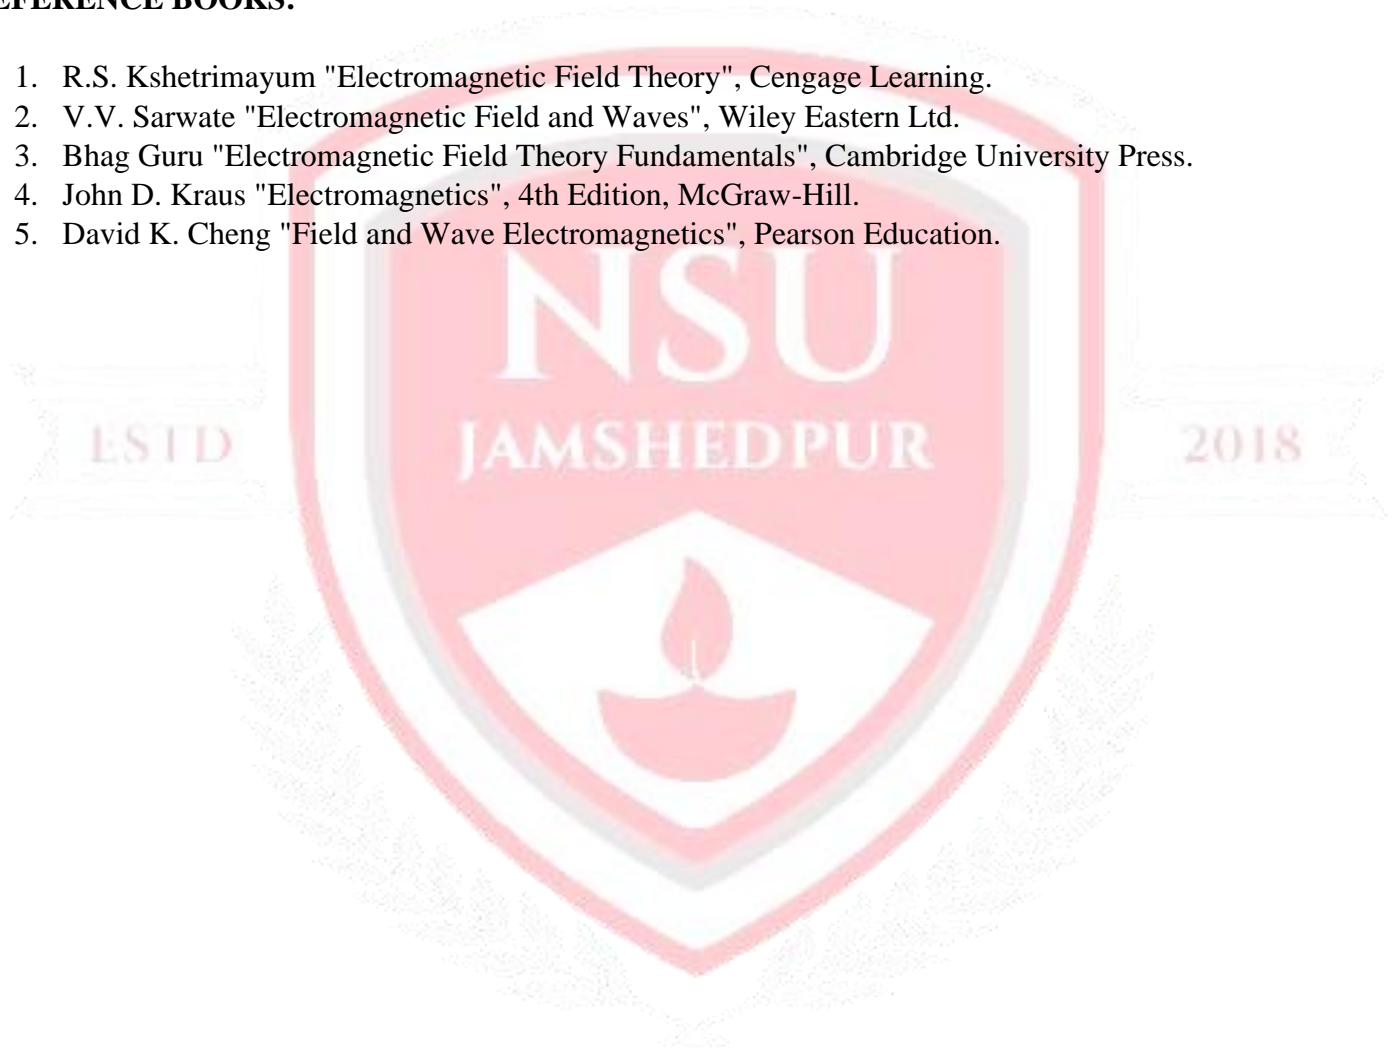 EFERENCE BOOKS:
1. R.S. Kshetrimayum "Electromagnetic Field Theory", Cengage Learning.
2. V.V. Sarwate "Electromagnetic Field and Waves", Wiley Eastern Ltd.
3. Bhag Guru "Electromagnetic Field Theory Fundamentals", Cambridge University Press.
4. John D. Kraus "Electromagnetics", 4th Edition, McGraw-Hill.
5. David K. Cheng "Field and Wave Electromagnetics", Pearson Education.
NSU
ESTD JAMSHEDPUR 2018